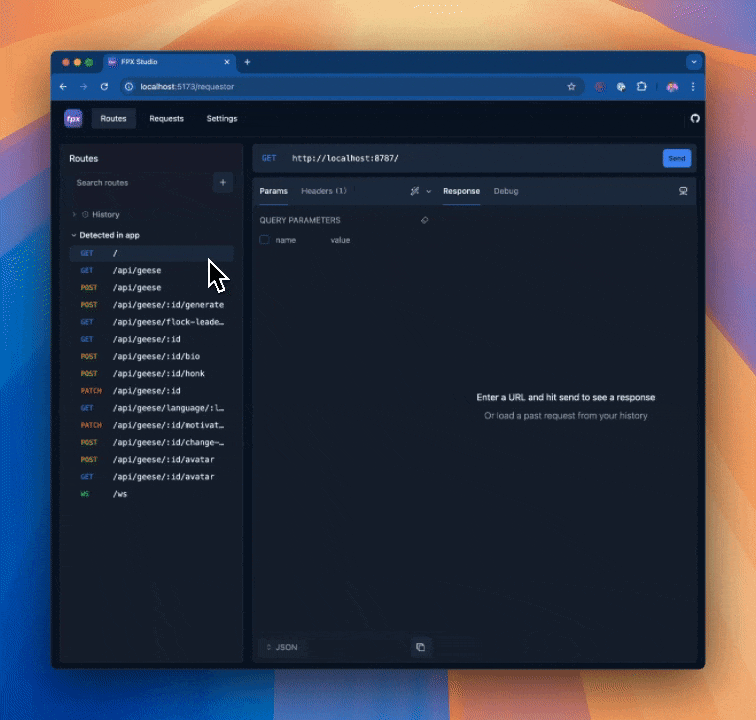 FPX Studio
localhost:5173/requestor
fpx Routes Requests Settings
Routes
Search routes
History
Detected in app
GET /
GET /api/geese
POST /api/geese
POST /api/geese/:id/generate
GET /api/geese/flock-leade…
GET /api/geese/:id
POST /api/geese/:id/bio
POST /api/geese/:id/honk
PATCH /api/geese/:id
GET /api/geese/language/:l…
PATCH /api/geese/:id/motivat…
POST /api/geese/:id/change-…
POST /api/geese/:id/avatar
GET /api/geese/:id/avatar
WS /ws
GET http://localhost:8787/ Send
Params Headers (1)
QUERY PARAMETERS
name value
JSON
Response Debug
Enter a URL and hit send to see a response
Or load a past request from your history